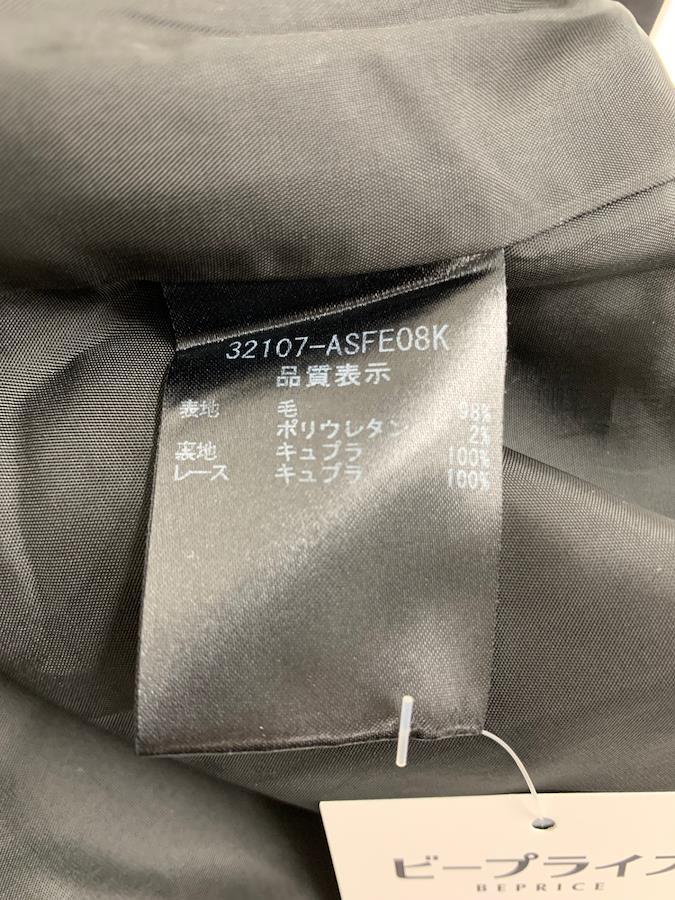 32107-ASFE08K
品質表示
表地 毛 98%
ポリウレタン 2%
裏地 キュプラ 100%
レース キュプラ 100%
ビープライス
BEPRICE